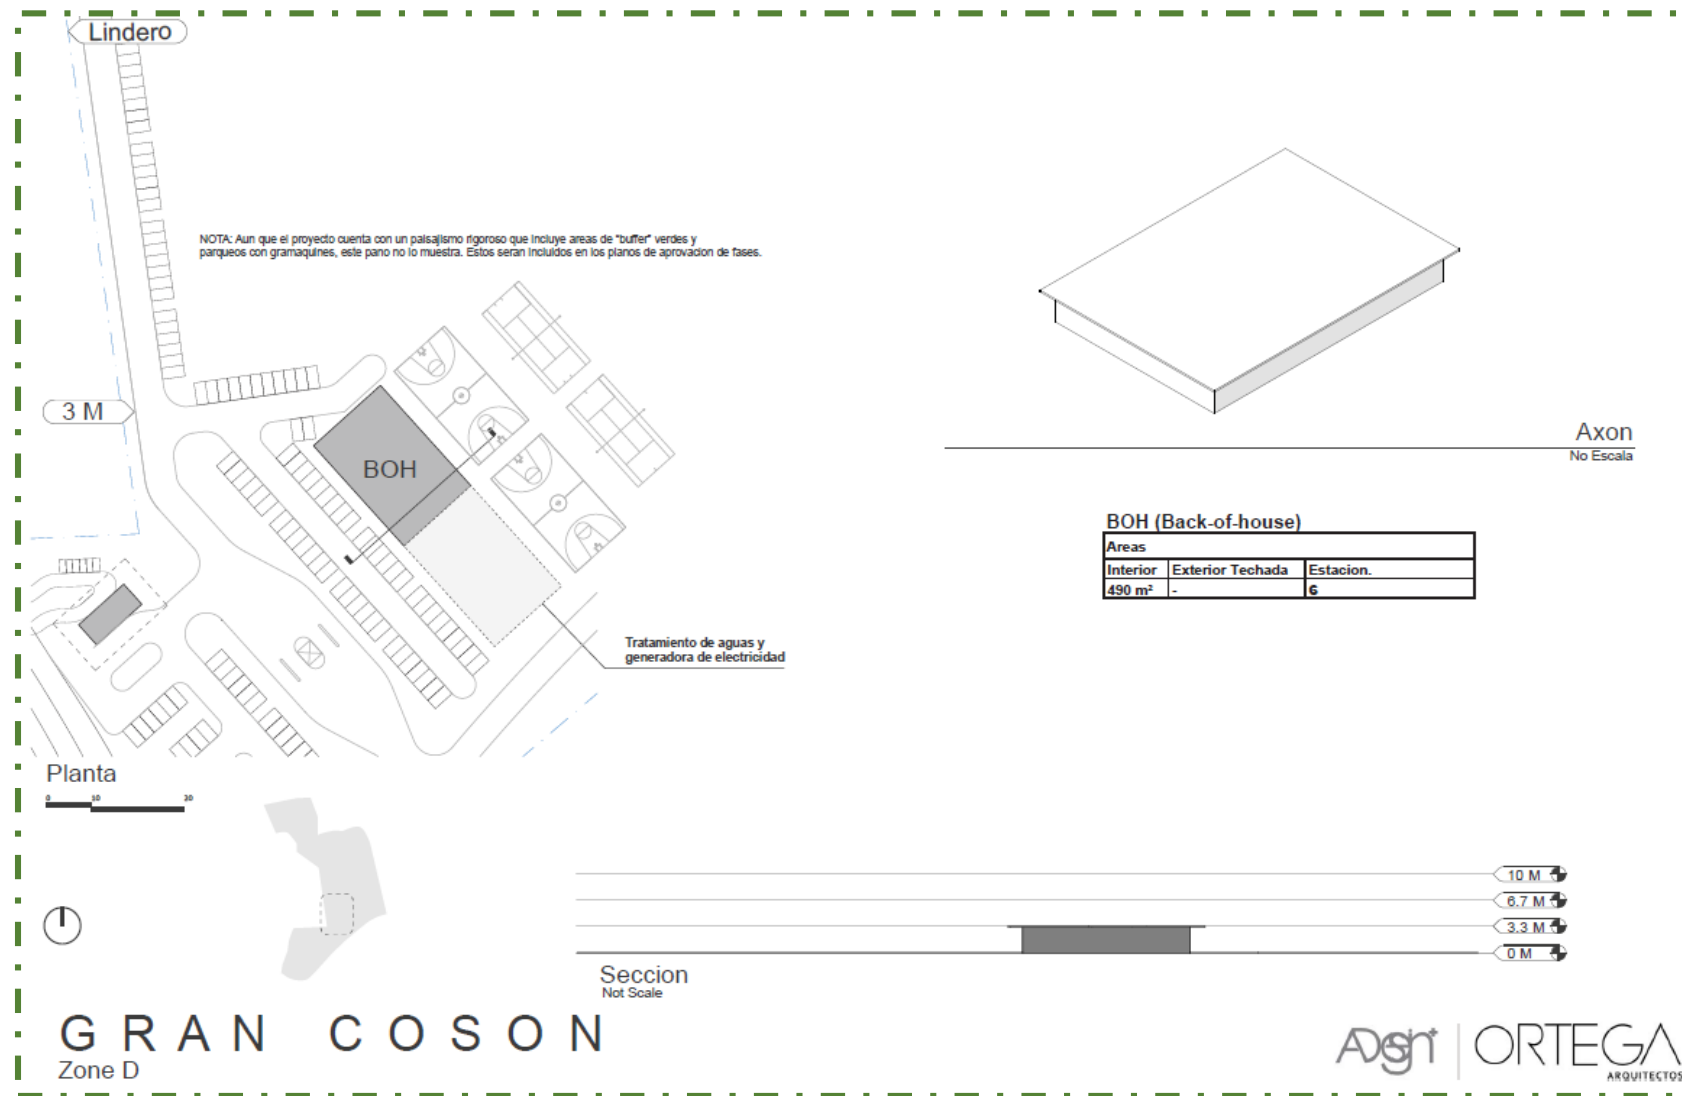 Lindero
NOTA: Aun que el proyecto cuenta con un paisajismo rigoroso que incluye areas de "buffer" verdes y
parqueos con gramaquines, este pano no lo muestra. Estos seran incluidos en los planos de aprovacion de fases.
3 M
BOH
Tratamiento de aguas y
generadora de electricidad
Planta
0 10 30
Axon
No Escala
BOH (Back-of-house)
Areas
Interior Exterior Techada Estacion.
490 m² - 6
10 M
6.7 M
3.3 M
0 M
Seccion
Not Scale
GRAN COSON
Zone D
ADesign+
ORTEGA
ARQUITECTOS